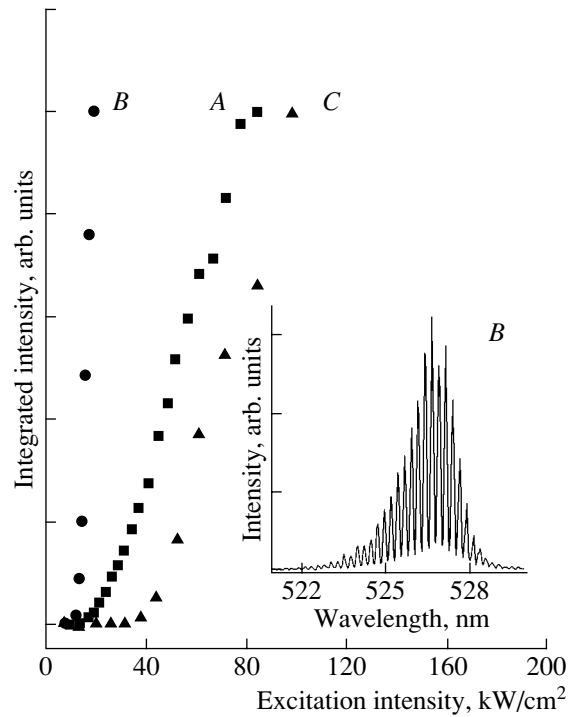 B
A
C
Integrated intensity, arb. units
B
Intensity, arb. units
522
525
528
Wavelength, nm
0
40
80
120
160
200
Excitation intensity, kW/cm²